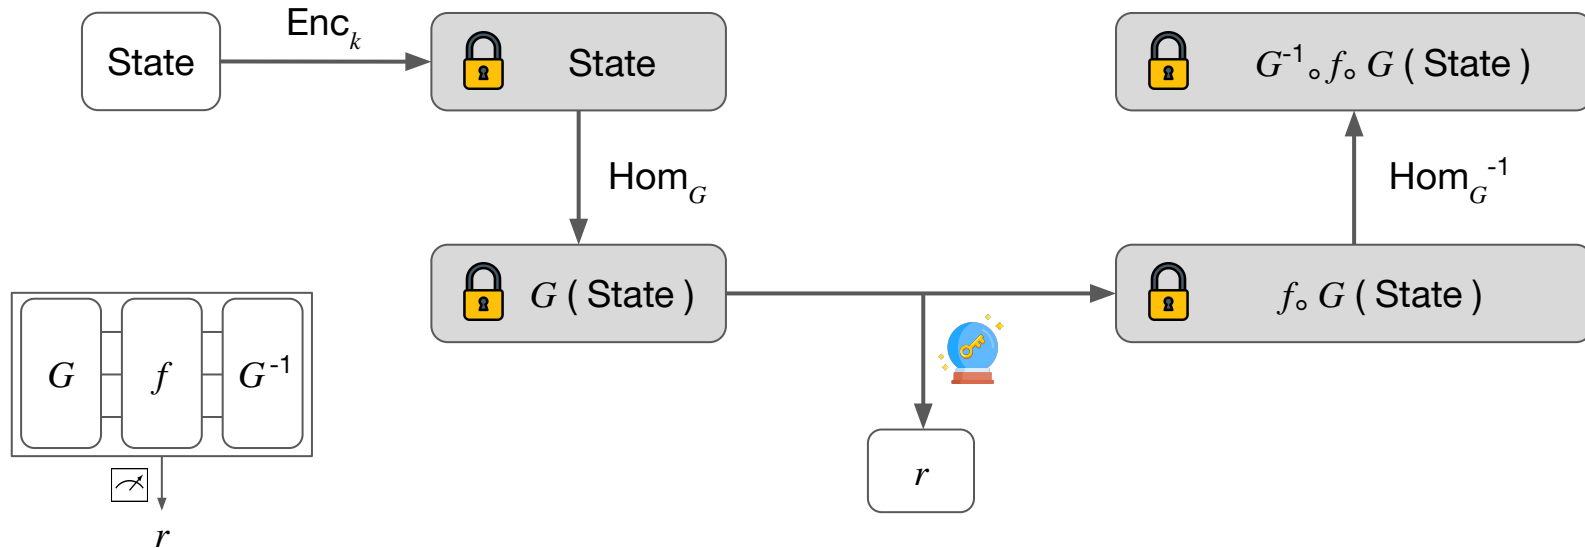 State
Enc_k
State
G⁻¹∘f∘G ( State )
Hom_G
Hom_G⁻¹
G ( State )
f∘G ( State )
G
f
G⁻¹
r
r